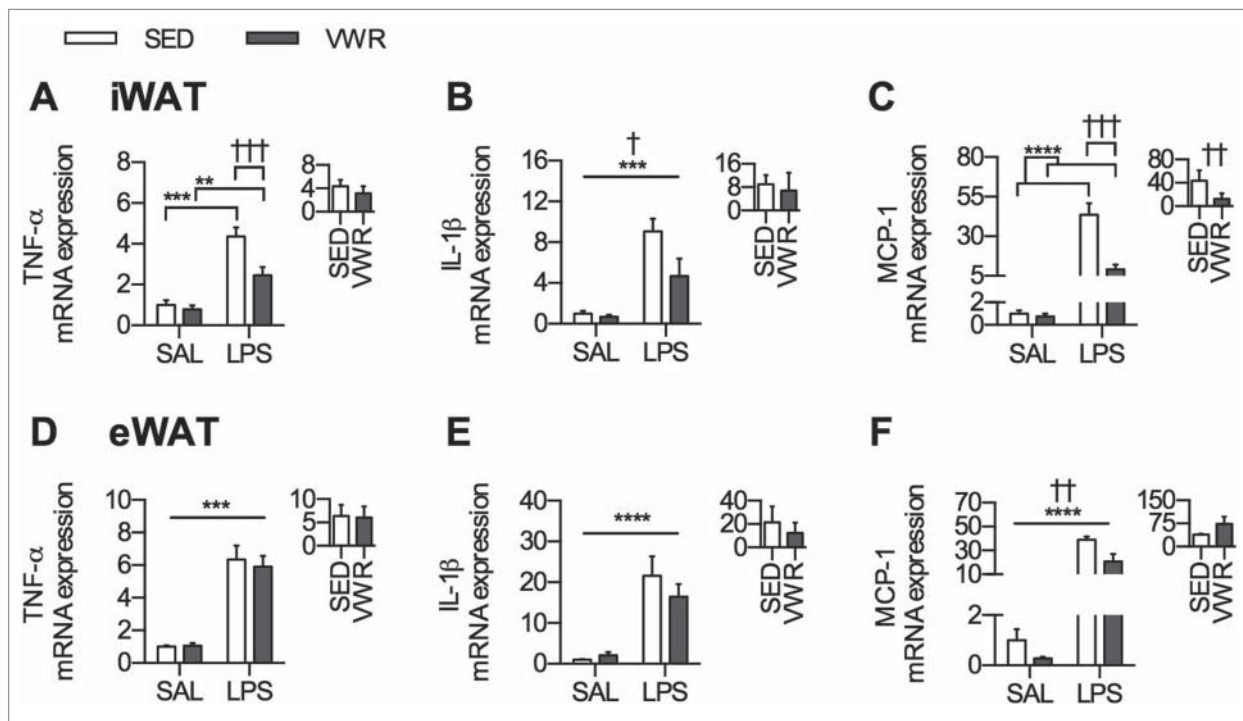 SED VWR
A iWAT
TNF-α
mRNA expression
8
6
4
2
0
***
**
†††
SAL LPS
8
4
0
SED
VWR
B
IL-1β
mRNA expression
16
12
8
4
0
†
***
SAL LPS
16
8
0
SED
VWR
C
MCP-1
mRNA expression
80
55
30
5
2
0
****
†††
SAL LPS
80
40
0
††
SED
VWR
D eWAT
TNF-α
mRNA expression
10
8
6
4
2
0
***
SAL LPS
10
5
0
SED
VWR
E
IL-1β
mRNA expression
40
30
20
10
0
****
SAL LPS
40
20
0
SED
VWR
F
MCP-1
mRNA expression
70
50
30
10
2
0
††
****
SAL LPS
150
75
0
SED
VWR